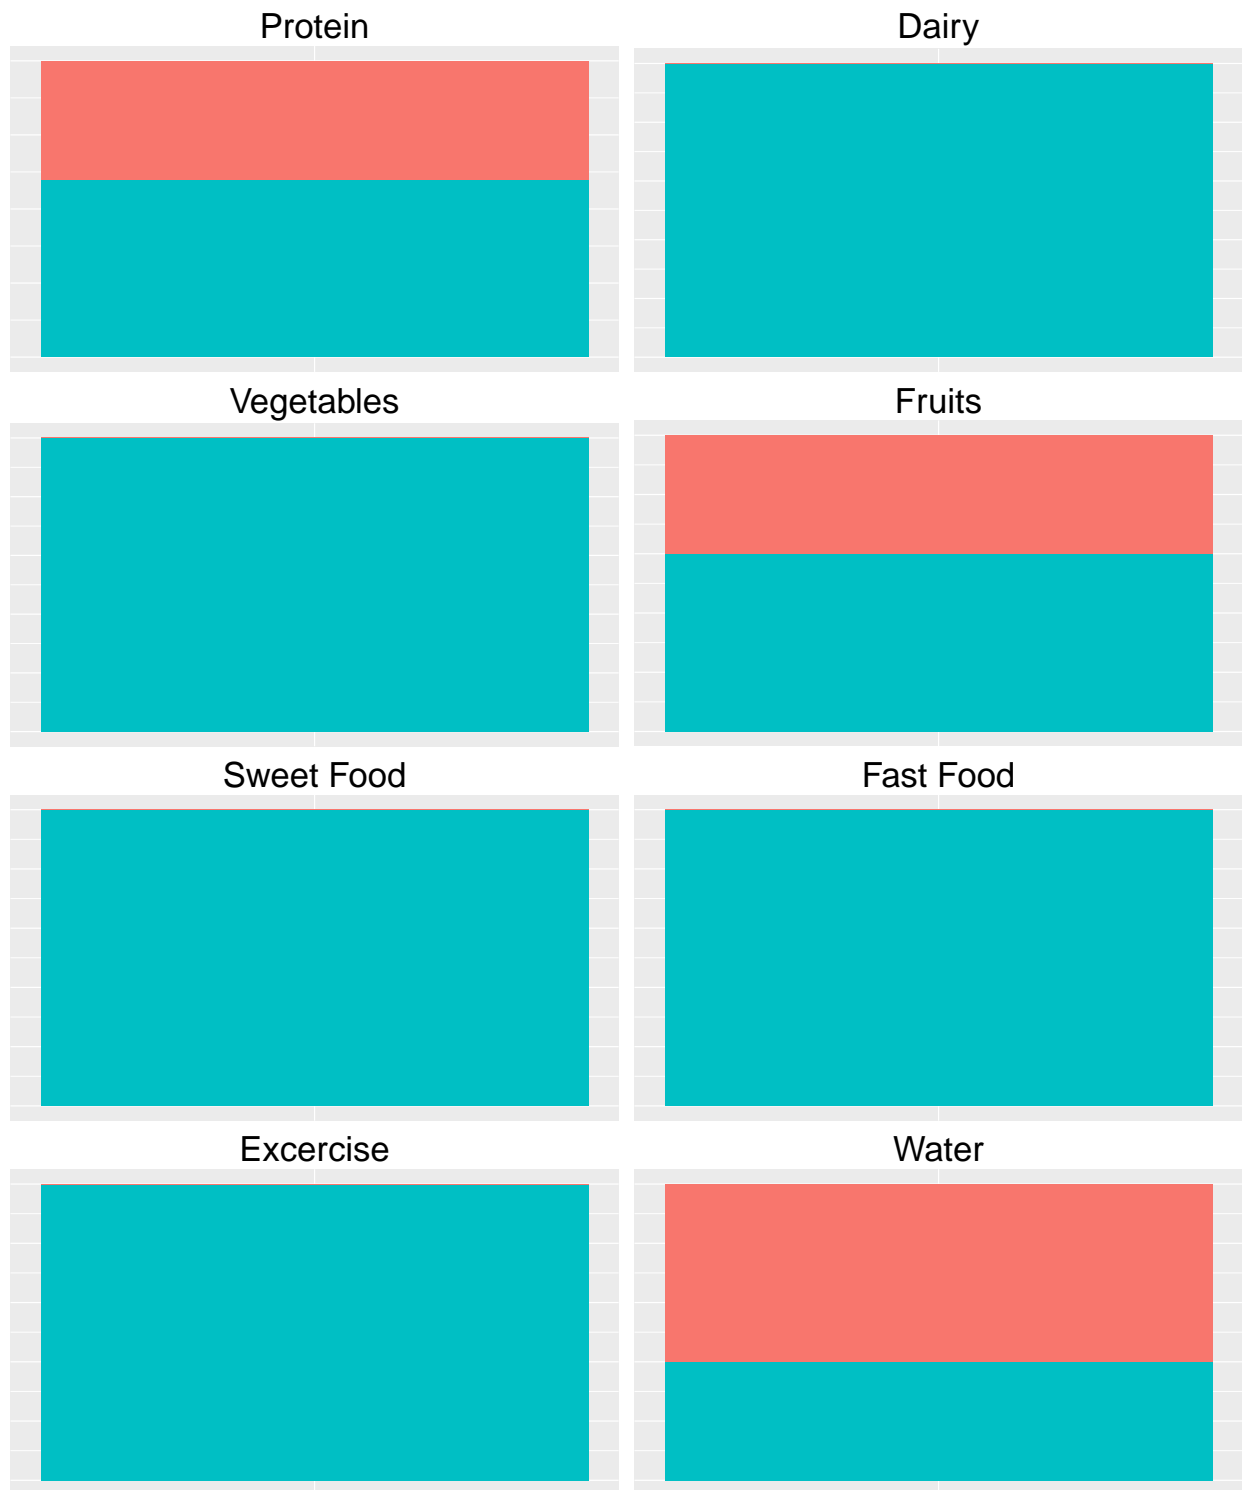 Protein
Dairy
Vegetables
Fruits
Sweet Food
Fast Food
Excercise
Water